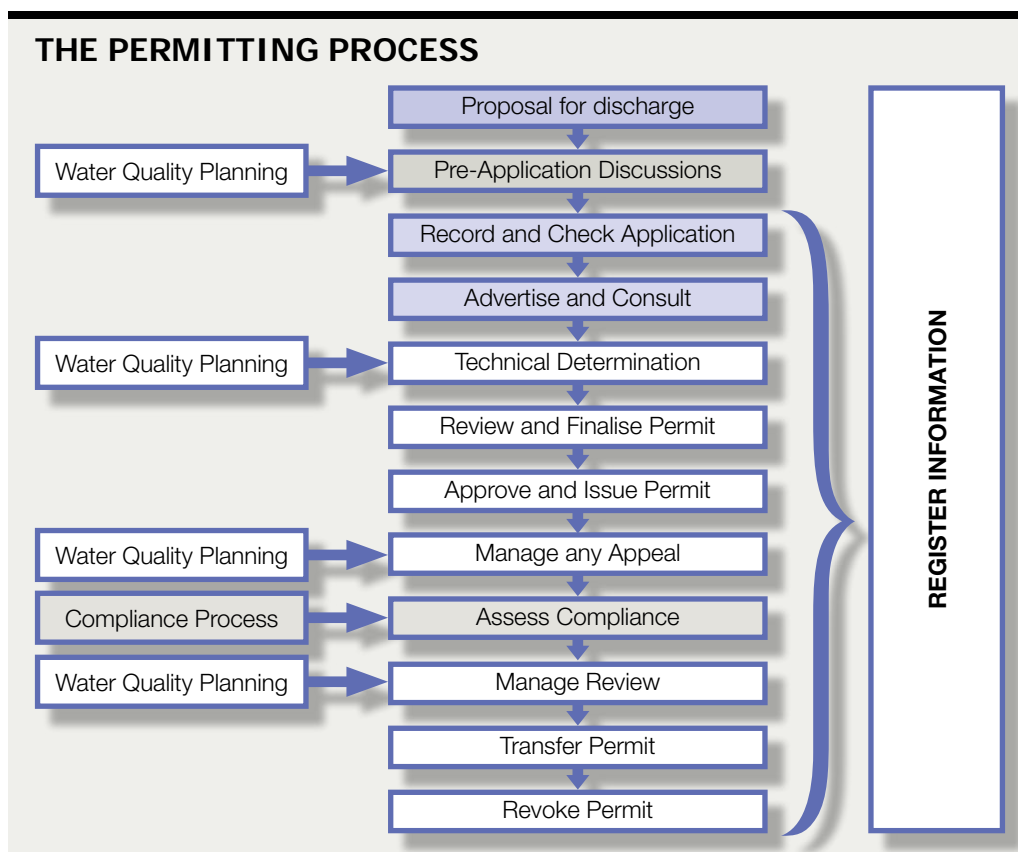 THE PERMITTING PROCESS
Proposal for discharge
Water Quality Planning
Pre-Application Discussions
Record and Check Application
Advertise and Consult
Water Quality Planning
Technical Determination
Review and Finalise Permit
Approve and Issue Permit
Water Quality Planning
Manage any Appeal
Compliance Process
Assess Compliance
Water Quality Planning
Manage Review
Transfer Permit
Revoke Permit
REGISTER INFORMATION